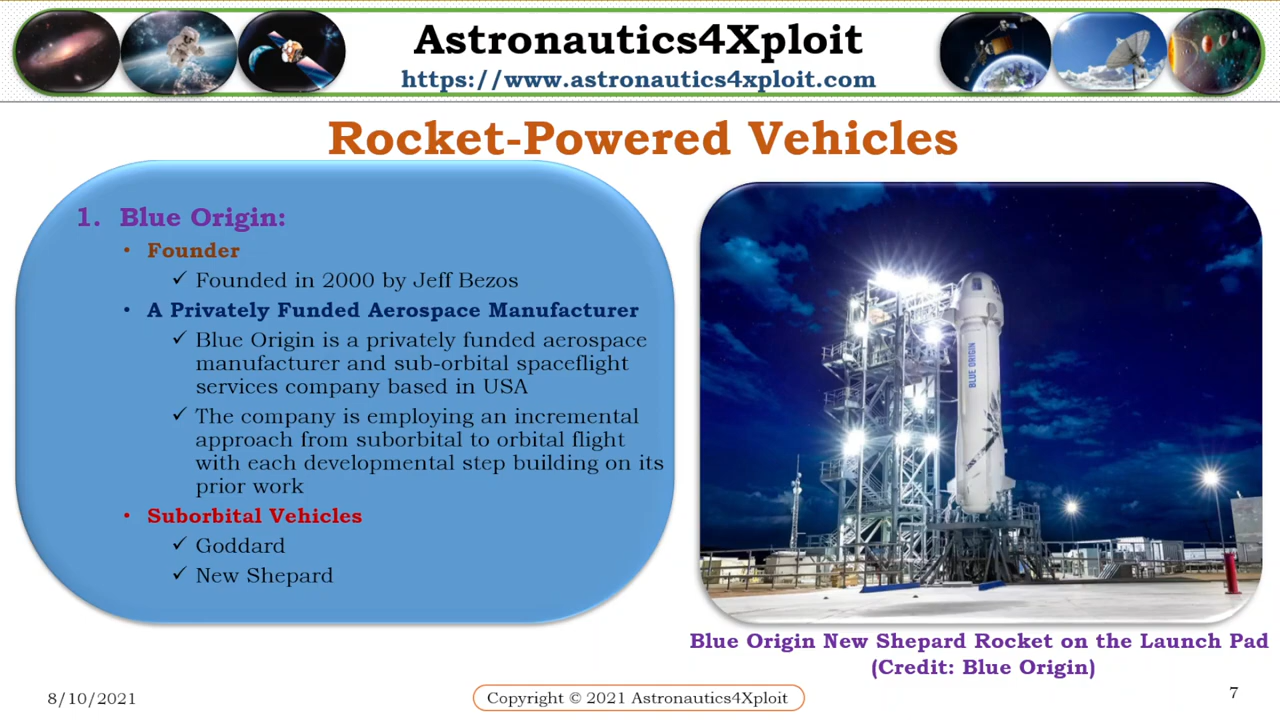 Astronautics4Xploit
https://www.astronautics4xploit.com
Rocket-Powered Vehicles
1. Blue Origin:
• Founder
✓ Founded in 2000 by Jeff Bezos
• A Privately Funded Aerospace Manufacturer
✓ Blue Origin is a privately funded aerospace
manufacturer and sub-orbital spaceflight
services company based in USA
✓ The company is employing an incremental
approach from suborbital to orbital flight
with each developmental step building on its
prior work
• Suborbital Vehicles
✓ Goddard
✓ New Shepard
BLUE ORIGIN
Blue Origin New Shepard Rocket on the Launch Pad
(Credit: Blue Origin)
8/10/2021
Copyright © 2021 Astronautics4Xploit
7